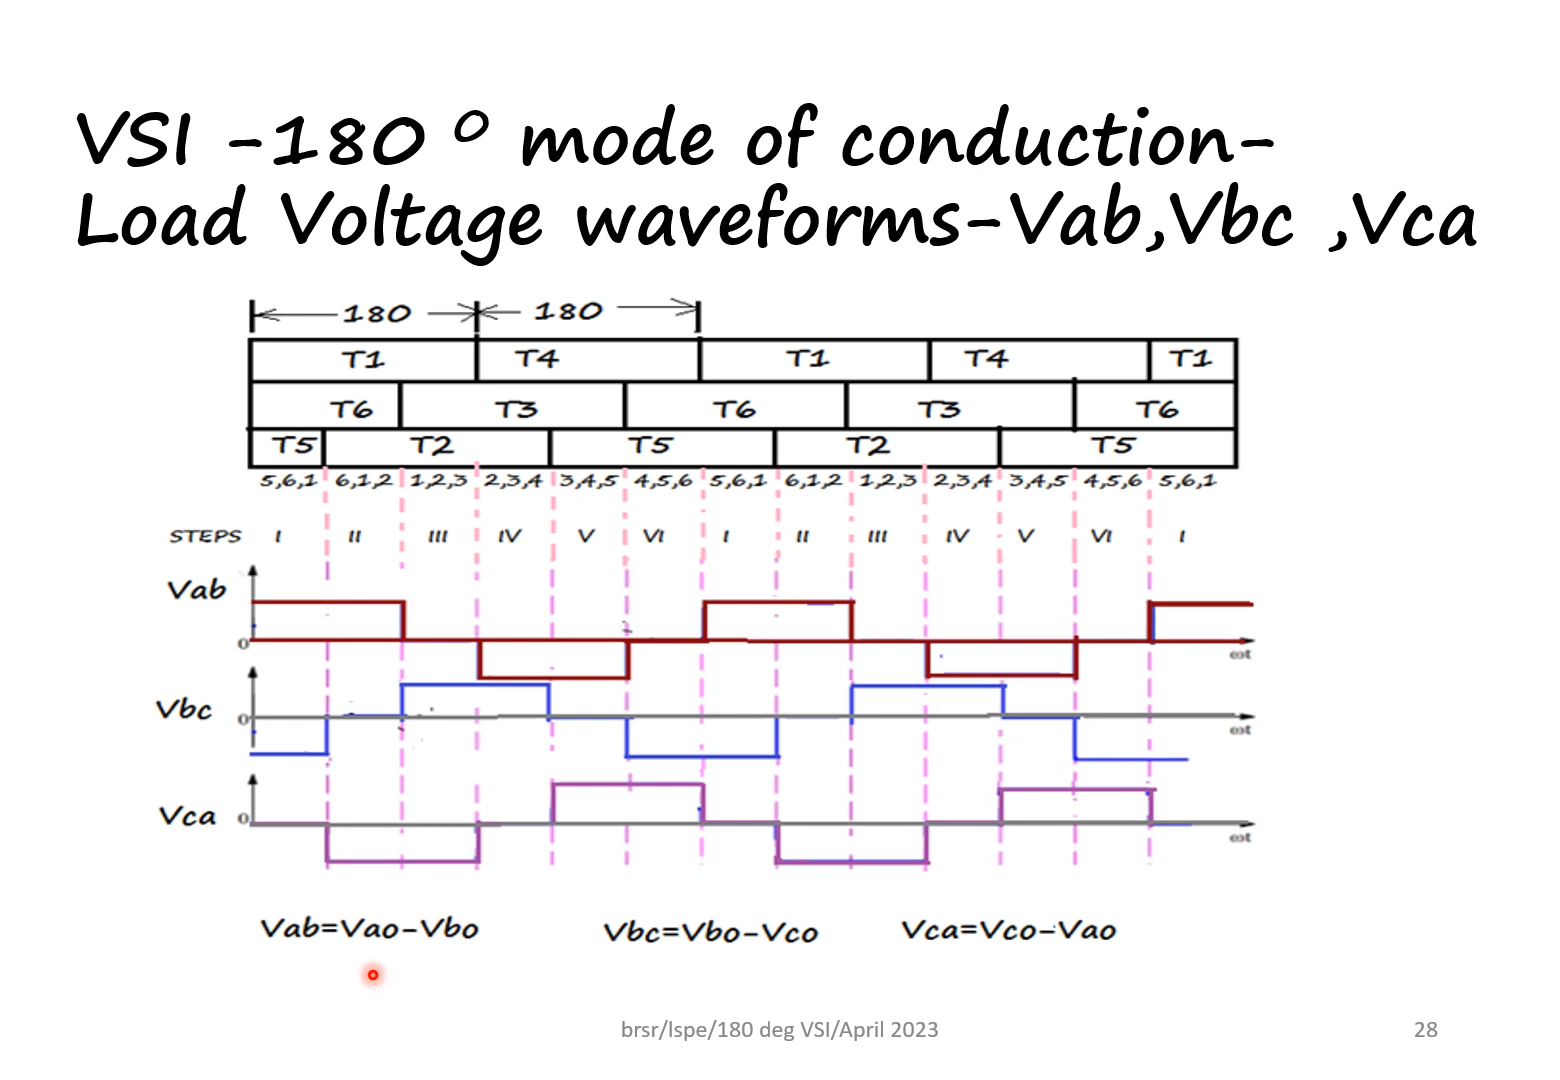 VSI -180 ° mode of conduction-
Load Voltage waveforms-Vab,Vbc ,Vca
180 180
T1 T4 T1 T4 T1
T6 T3 T6 T3 T6
T5 T2 T5 T2 T5
5,6,1 6,1,2 1,2,3 2,3,4 3,4,5 4,5,6 5,6,1 6,1,2 1,2,3 2,3,4 3,4,5 4,5,6 5,6,1
STEPS I II III IV V VI I II III IV V VI I
Vab
0
ωt
Vbc
0
ωt
Vca
0
ωt
Vab=Vao-Vbo Vbc=Vbo-Vco Vca=Vco-Vao
brsr/lspe/180 deg VSI/April 2023 28